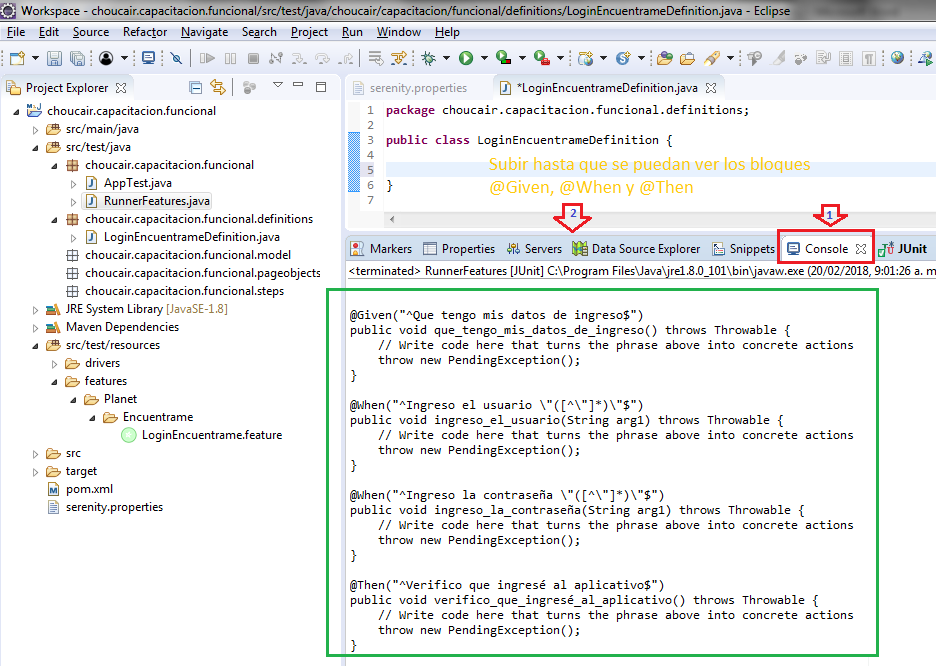 Workspace - choucair.capacitacion.funcional/src/test/java/choucair/capacitacion/funcional/definitions/LoginEncuentrameDefinition.java - Eclipse
File Edit Source Refactor Navigate Search Project Run Window Help
Project Explorer
choucair.capacitacion.funcional
src/main/java
src/test/java
choucair.capacitacion.funcional
AppTest.java
RunnerFeatures.java
choucair.capacitacion.funcional.definitions
LoginEncuentrameDefinition.java
choucair.capacitacion.funcional.model
choucair.capacitacion.funcional.pageobjects
choucair.capacitacion.funcional.steps
JRE System Library [JavaSE-1.8]
Maven Dependencies
src/test/resources
drivers
features
Planet
Encuentrame
LoginEncuentrame.feature
src
target
pom.xml
serenity.properties
serenity.properties *LoginEncuentrameDefinition.java
1 package choucair.capacitacion.funcional.definitions;
2
3 public class LoginEncuentrameDefinition {
4
5
6 }
7
Subir hasta que se puedan ver los bloques
@Given, @When y @Then
2 1
Markers Properties Servers Data Source Explorer Snippets Console JUnit
<terminated> RunnerFeatures [JUnit] C:\Program Files\Java\jre1.8.0_101\bin\javaw.exe (20/02/2018, 9:01:26 a. m
@Given("^Que tengo mis datos de ingreso$")
public void que_tengo_mis_datos_de_ingreso() throws Throwable {
// Write code here that turns the phrase above into concrete actions
throw new PendingException();
}
@When("^Ingreso el usuario \"([^\"]*)\"$")
public void ingreso_el_usuario(String arg1) throws Throwable {
// Write code here that turns the phrase above into concrete actions
throw new PendingException();
}
@When("^Ingreso la contraseña \"([^\"]*)\"$")
public void ingreso_la_contraseña(String arg1) throws Throwable {
// Write code here that turns the phrase above into concrete actions
throw new PendingException();
}
@Then("^Verifico que ingresé al aplicativo$")
public void verifico_que_ingresé_al_aplicativo() throws Throwable {
// Write code here that turns the phrase above into concrete actions
throw new PendingException();
}